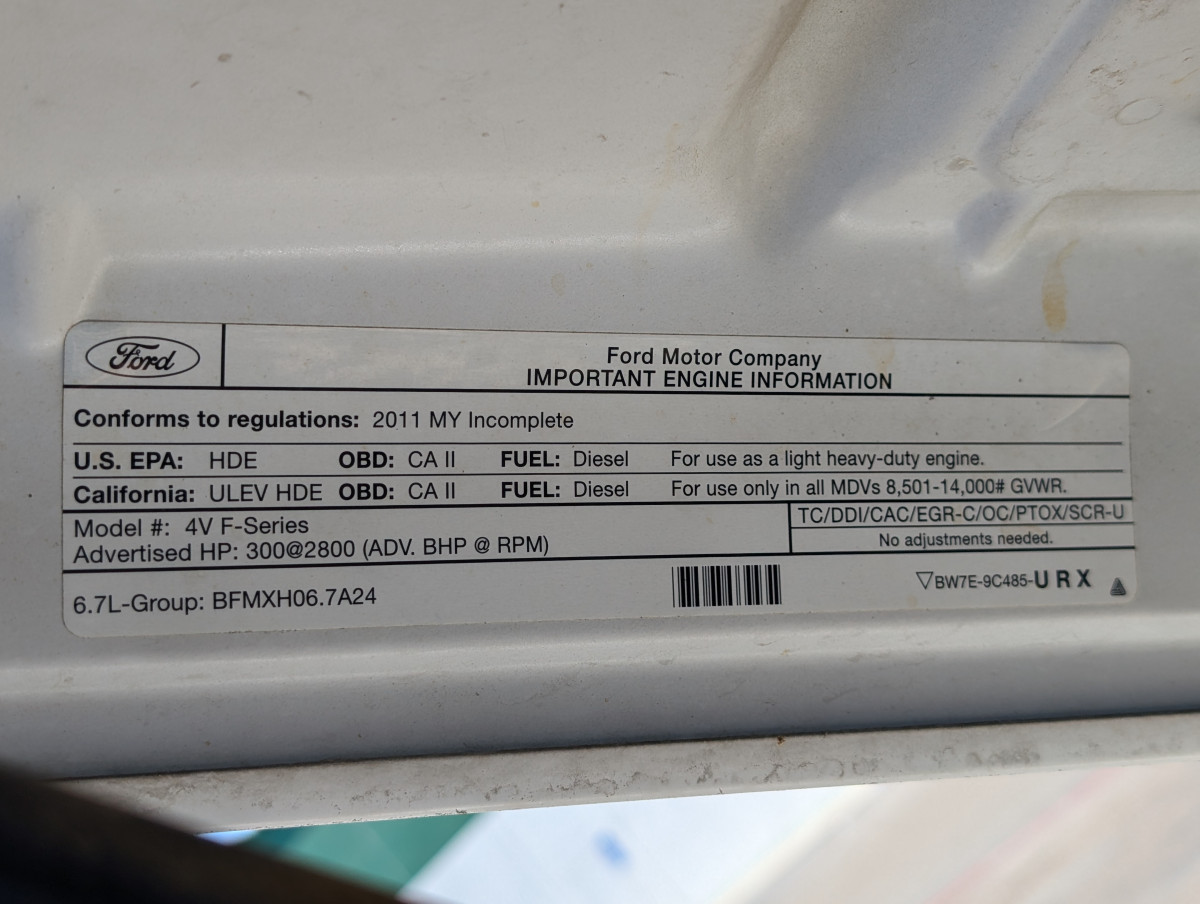 Ford
Ford Motor Company
IMPORTANT ENGINE INFORMATION
Conforms to regulations: 2011 MY Incomplete
U.S. EPA: HDE OBD: CA II FUEL: Diesel For use as a light heavy-duty engine.
California: ULEV HDE OBD: CA II FUEL: Diesel For use only in all MDVs 8,501-14,000# GVWR.
Model #: 4V F-Series
Advertised HP: 300@2800 (ADV. BHP @ RPM)
TC/DDI/CAC/EGR-C/OC/PTOX/SCR-U
No adjustments needed.
6.7L-Group: BFMXH06.7A24
▽BW7E-9C485-URX